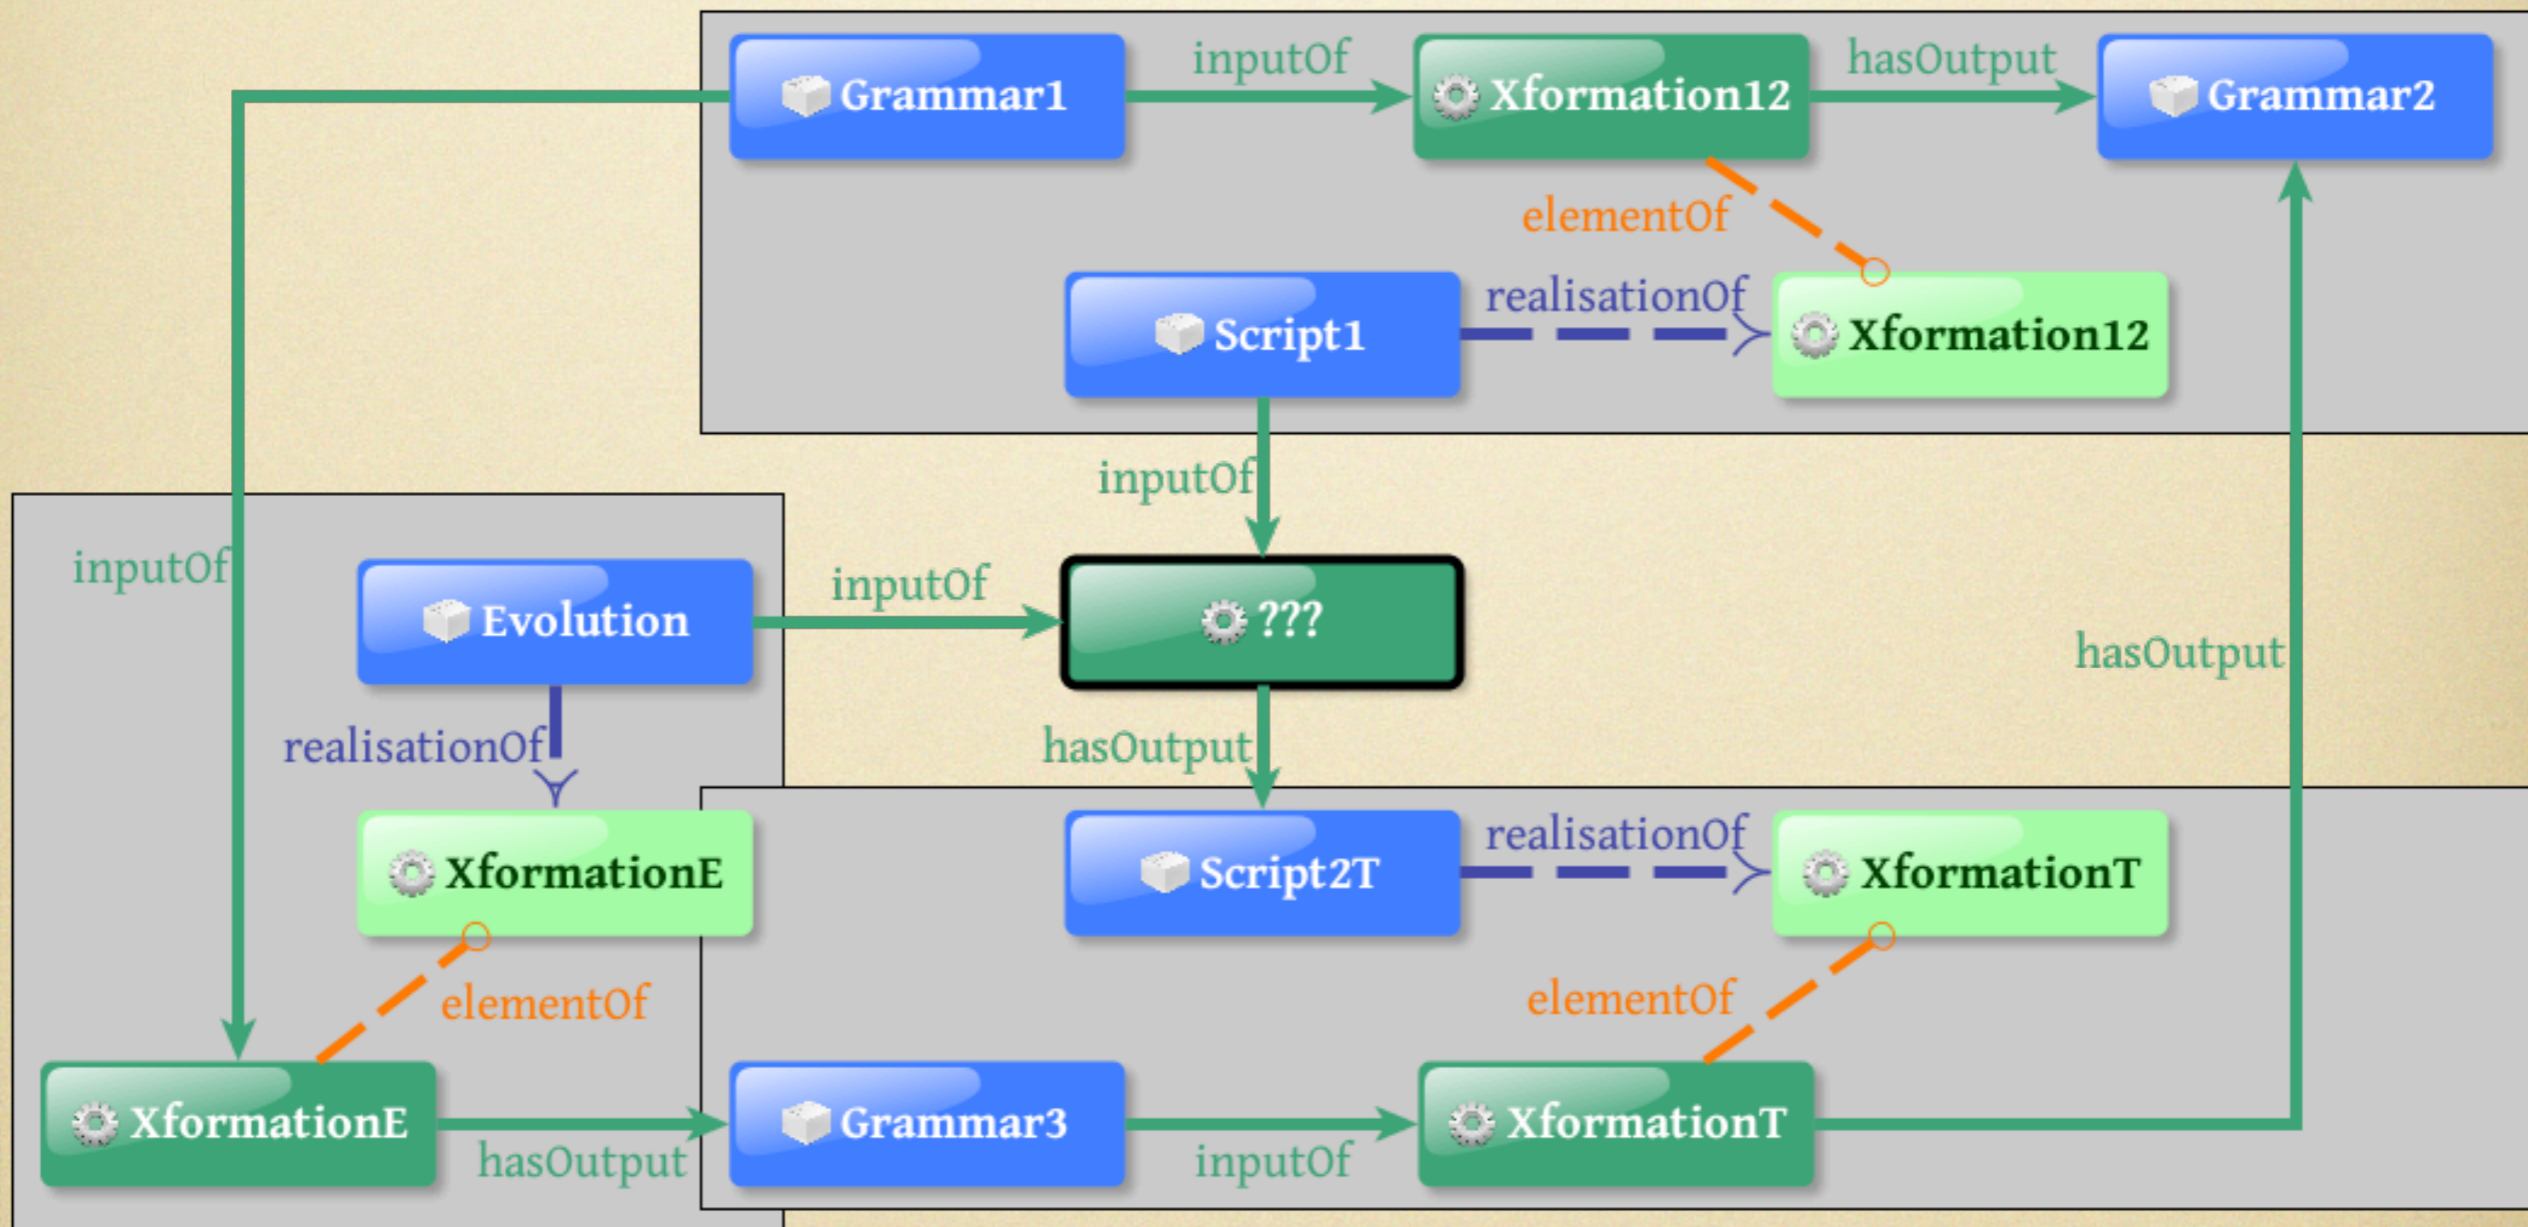 inputOf
hasOutput
Grammar1
Xformation12
Grammar2
elementOf
realisationOf
Script1
Xformation12
inputOf
inputOf
inputOf
Evolution
???
hasOutput
realisationOf
hasOutput
realisationOf
XformationE
Script2T
XformationT
elementOf
elementOf
XformationE
Grammar3
XformationT
hasOutput
inputOf